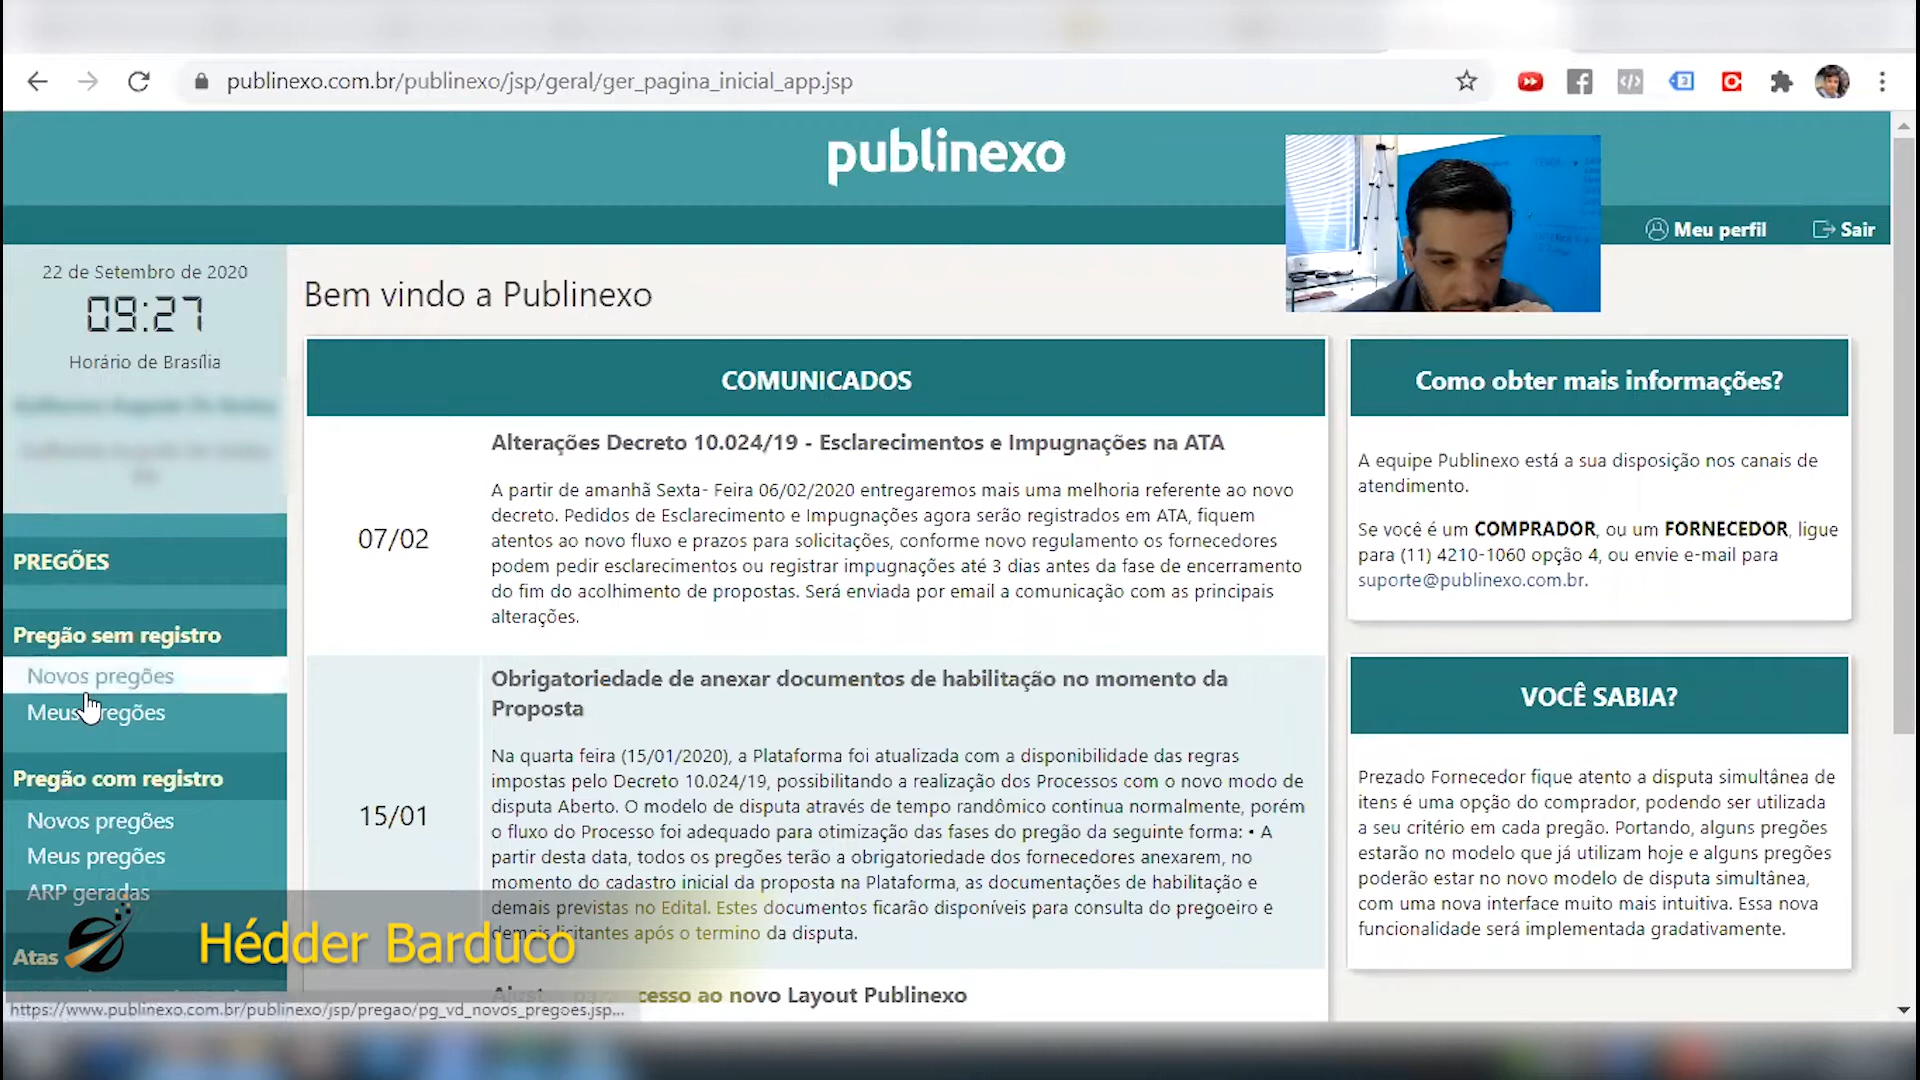 publinexo.com.br/publinexo/jsp/geral/ger_pagina_inicial_app.jsp
publinexo
Meu perfil
Sair
22 de Setembro de 2020
09:27
Horário de Brasília
PREGÕES
Pregão sem registro
Novos pregões
Meus pregões
Pregão com registro
Novos pregões
Meus pregões
ARP geradas
Atas
Bem vindo a Publinexo
COMUNICADOS
07/02
Alterações Decreto 10.024/19 - Esclarecimentos e Impugnações na ATA
A partir de amanhã Sexta- Feira 06/02/2020 entregaremos mais uma melhoria referente ao novo
decreto. Pedidos de Esclarecimento e Impugnações agora serão registrados em ATA, fiquem
atentos ao novo fluxo e prazos para solicitações, conforme novo regulamento os fornecedores
podem pedir esclarecimentos ou registrar impugnações até 3 dias antes da fase de encerramento
do fim do acolhimento de propostas. Será enviada por email a comunicação com as principais
alterações.
15/01
Obrigatoriedade de anexar documentos de habilitação no momento da
Proposta
Na quarta feira (15/01/2020), a Plataforma foi atualizada com a disponibilidade das regras
impostas pelo Decreto 10.024/19, possibilitando a realização dos Processos com o novo modo de
disputa Aberto. O modelo de disputa através de tempo randômico continua normalmente, porém
o fluxo do Processo foi adequado para otimização das fases do pregão da seguinte forma: • A
partir desta data, todos os pregões terão a obrigatoriedade dos fornecedores anexarem, no
momento do cadastro inicial da proposta na Plataforma, as documentações de habilitação e
demais previstas no Edital. Estes documentos ficarão disponíveis para consulta do pregoeiro e
demais licitantes após o termino da disputa.
cesso ao novo Layout Publinexo
Como obter mais informações?
A equipe Publinexo está a sua disposição nos canais de
atendimento.
Se você é um COMPRADOR, ou um FORNECEDOR, ligue
para (11) 4210-1060 opção 4, ou envie e-mail para
suporte@publinexo.com.br.
VOCÊ SABIA?
Prezado Fornecedor fique atento a disputa simultânea de
itens é uma opção do comprador, podendo ser utilizada
a seu critério em cada pregão. Portando, alguns pregões
estarão no modelo que já utilizam hoje e alguns pregões
poderão estar no novo modelo de disputa simultânea,
com uma nova interface muito mais intuitiva. Essa nova
funcionalidade será implementada gradativamente.
Hédder Barduco
https://www.publinexo.com.br/publinexo/jsp/pregao/pg_vd_novos_pregoes.jsp...